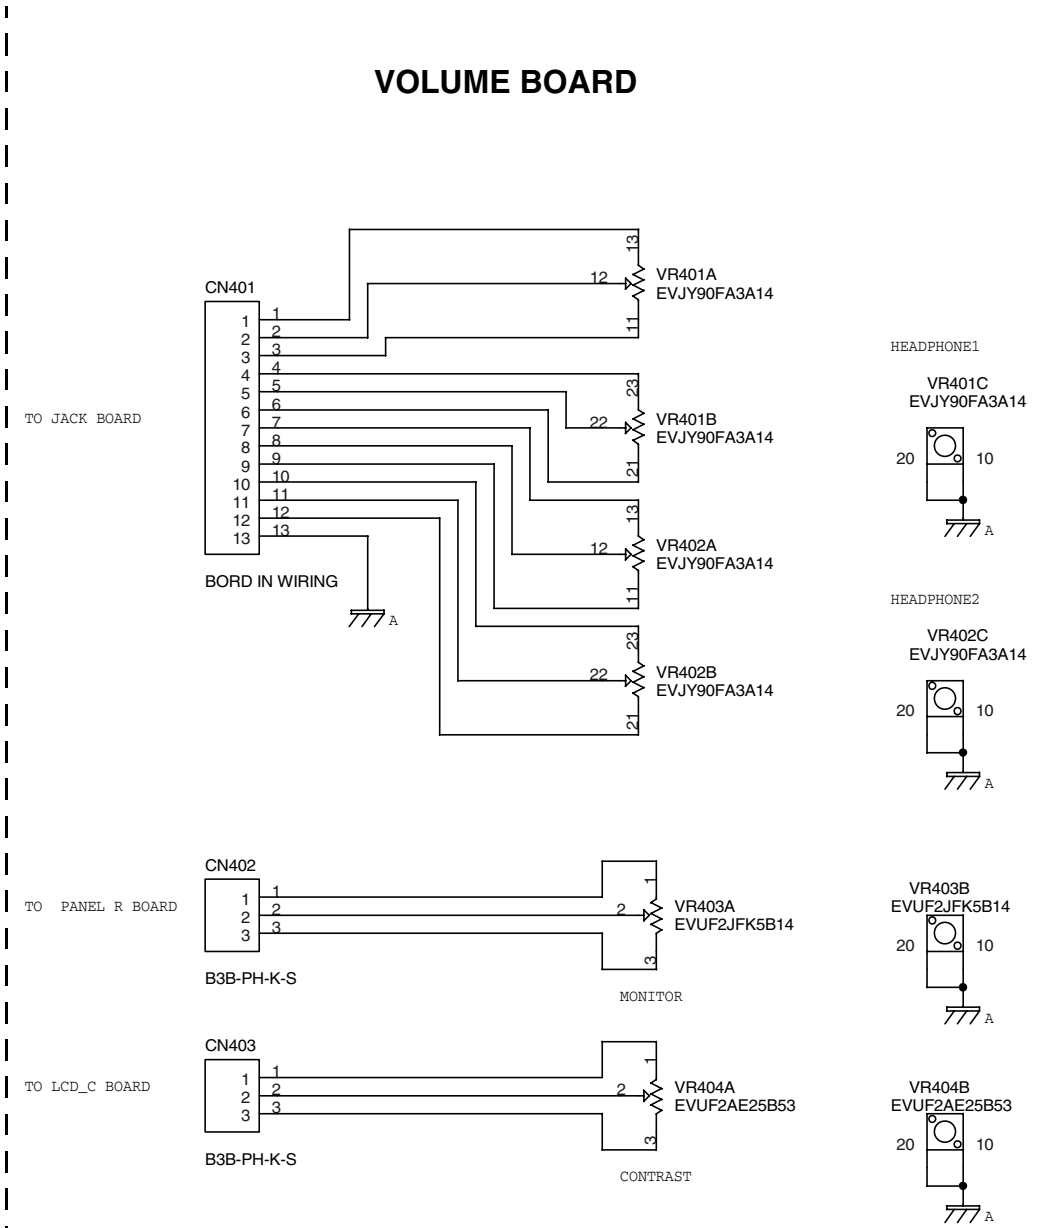 VOLUME BOARD
CN401
TO JACK BOARD
1 1
2 2
3 3
4 4
5 5
6 6
7 7
8 8
9 9
10 10
11 11
12 12
13 13
BORD IN WIRING
A
13
12
11
VR401A
EVJY90FA3A14
23
22
21
VR401B
EVJY90FA3A14
13
12
11
VR402A
EVJY90FA3A14
23
22
21
VR402B
EVJY90FA3A14
HEADPHONE1
VR401C
EVJY90FA3A14
20 10
A
HEADPHONE2
VR402C
EVJY90FA3A14
20 10
A
CN402
TO PANEL R BOARD
1 1
2 2
3 3
B3B-PH-K-S
1
2
3
VR403A
EVUF2JFK5B14
MONITOR
VR403B
EVUF2JFK5B14
20 10
A
CN403
TO LCD_C BOARD
1 1
2 2
3 3
B3B-PH-K-S
1
2
3
VR404A
EVUF2AE25B53
CONTRAST
VR404B
EVUF2AE25B53
20 10
A